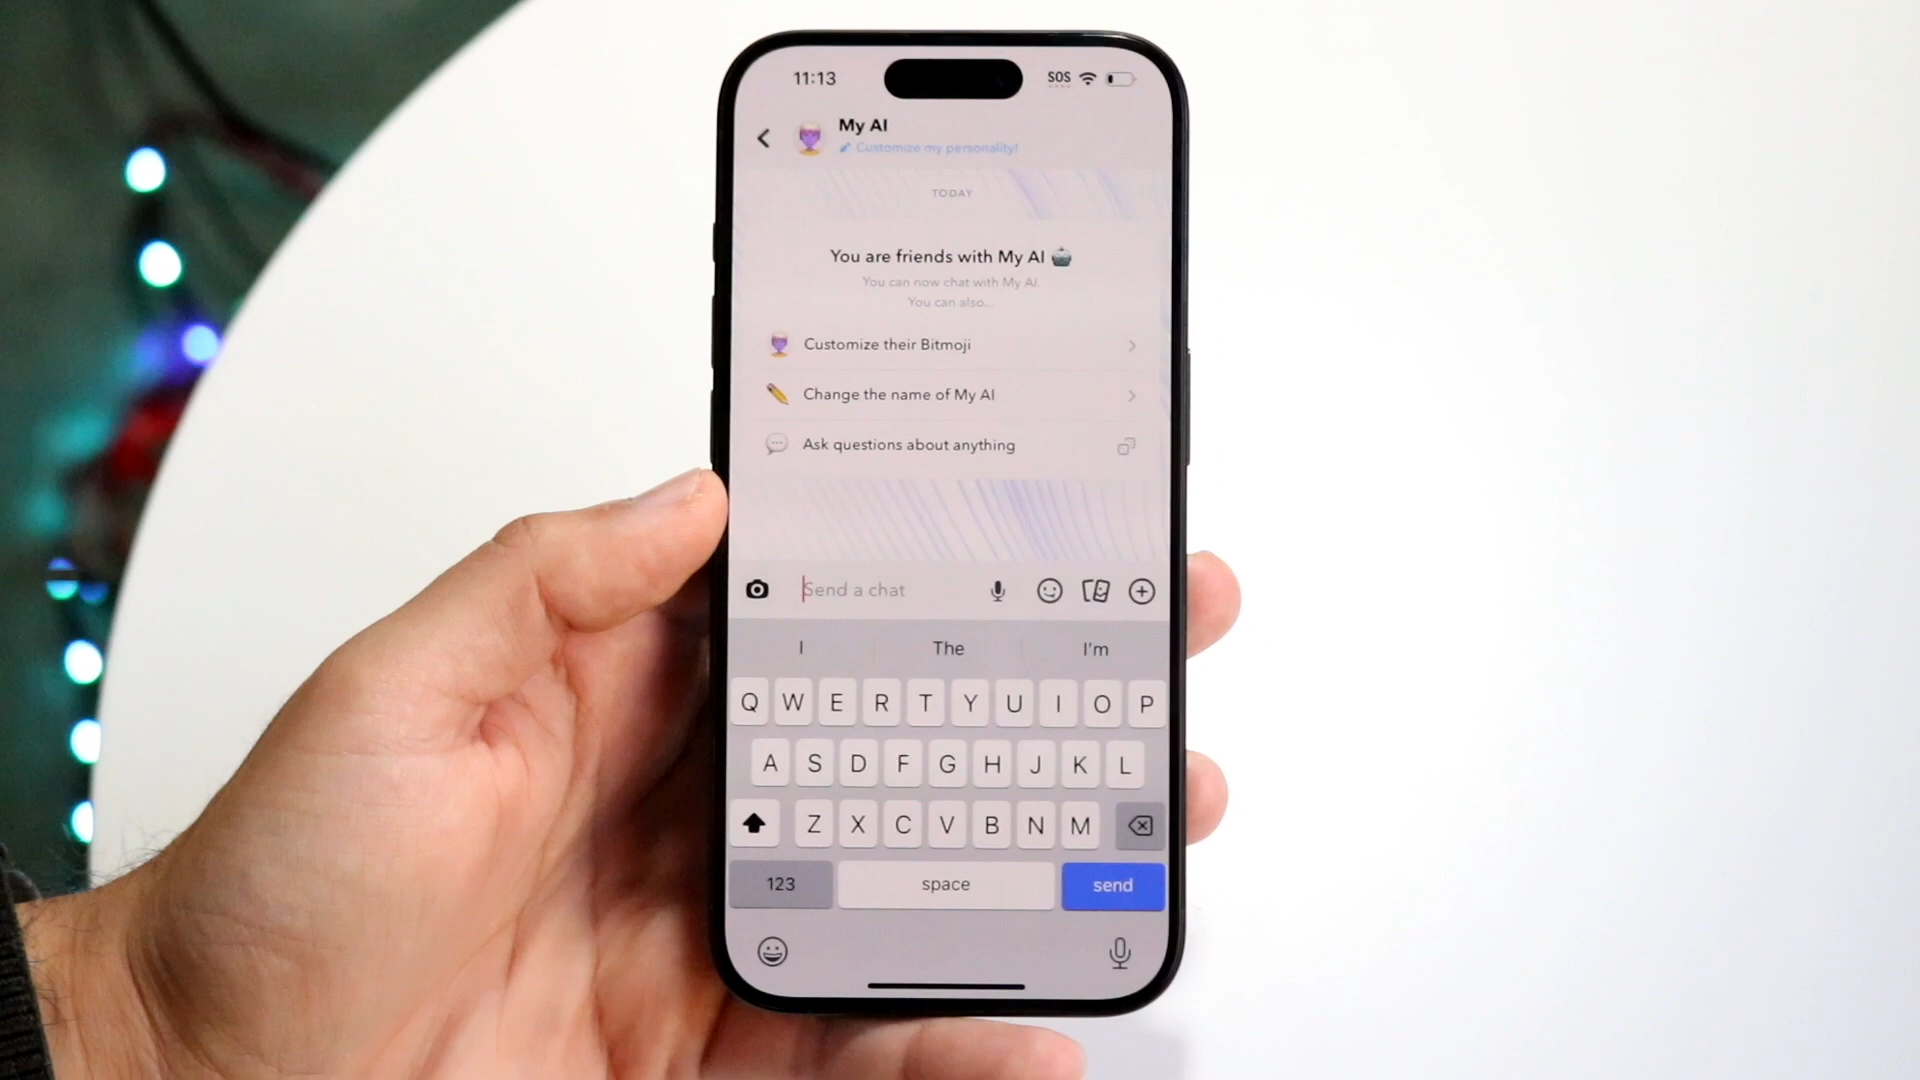 11:13 SOS
My AI
Customize my personality!
TODAY
You are friends with My AI
You can now chat with My AI.
You can also...
Customize their Bitmoji
Change the name of My AI
Ask questions about anything
Send a chat
I The I'm
Q W E R T Y U I O P
A S D F G H J K L
Z X C V B N M
123 space send